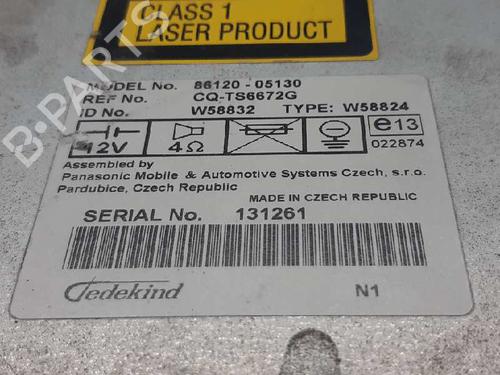 CLASS 1
LASER PRODUCT
MODEL No. 86120 - 05130
REF No. CQ-TS6672G
ID No W58832 TYPE: W58824
12V 4Ω e13
022874
Assembled by
Panasonic Mobile & Automotive Systems Czech, s.r.o.
Pardubice, Czech Republic
MADE IN CZECH REPUBLIC
SERIAL No. 131261
Tedekind N1
B-PARTS